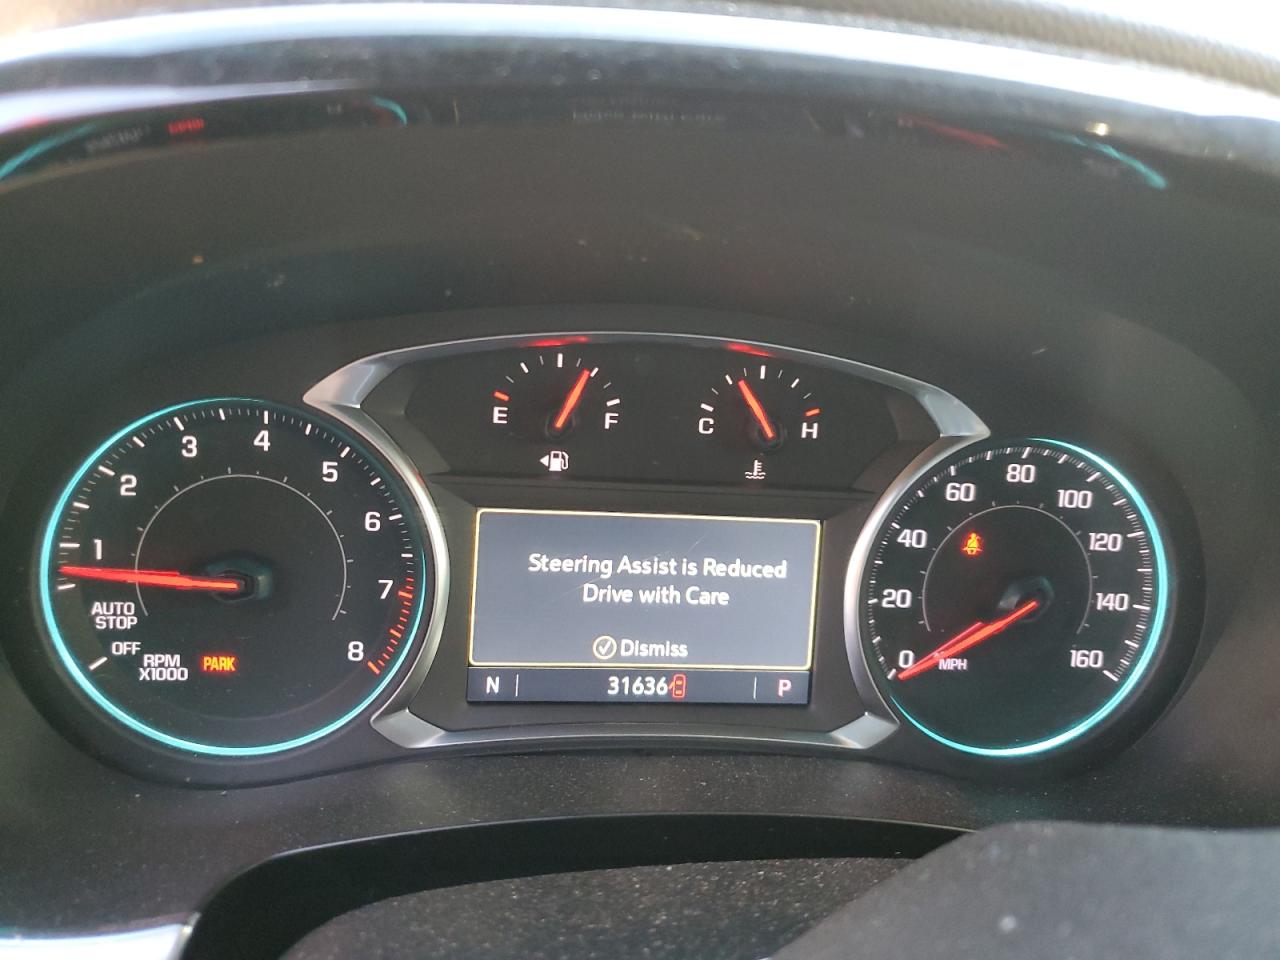 E F
C H
1 2 3 4 5 6 7 8
AUTO
STOP
OFF
RPM
X1000
PARK
Steering Assist is Reduced
Drive with Care
Dismiss
N 31636 P
0 20 40 60 80 100 120 140 160
MPH